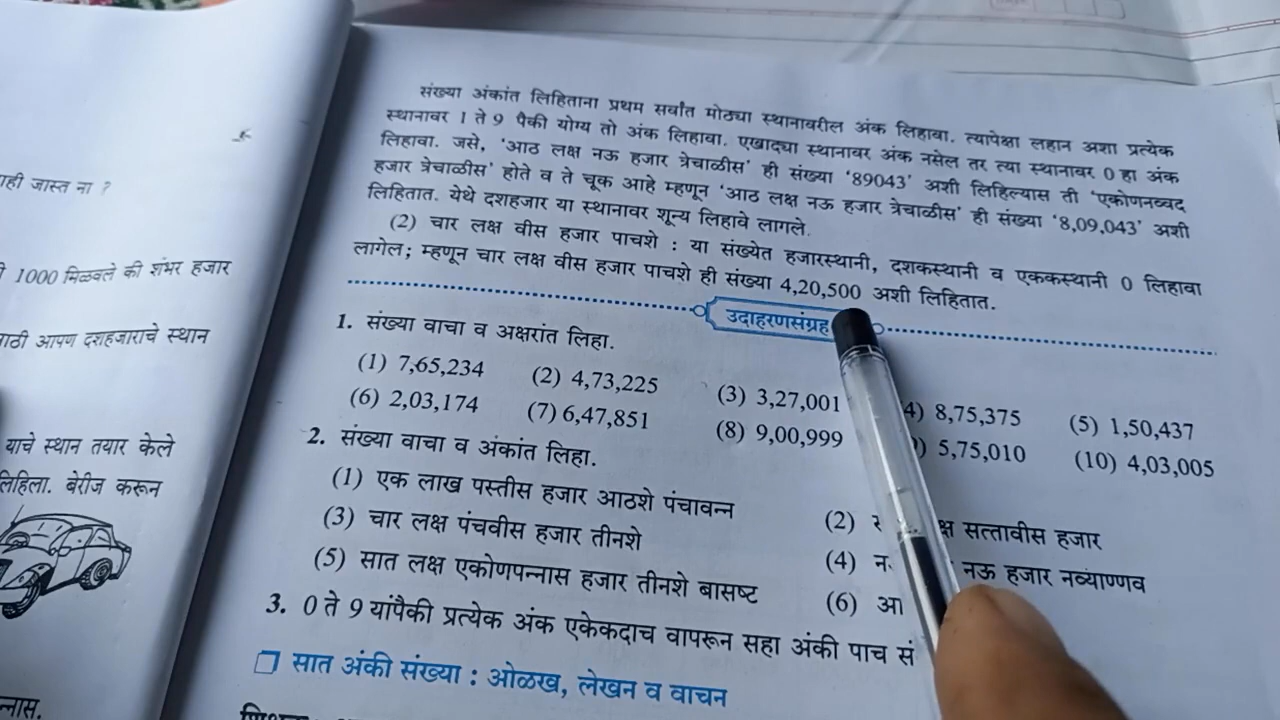 ाही जास्त ना ?
1000 मिळवले की शंभर हजार
ाठी आपण दशहजाराचे स्थान
याचे स्थान तयार केले
लिहिला. बेरीज करून
न्नास.
संख्या अंकांत लिहिताना प्रथम सर्वांत मोठ्या स्थानावरील अंक लिहावा. त्यापेक्षा लहान अशा प्रत्येक
स्थानावर 1 ते 9 पैकी योग्य तो अंक लिहावा. एखाद्या स्थानावर अंक नसेल तर त्या स्थानावर 0 हा अंक
लिहावा. जसे, 'आठ लक्ष नऊ हजार त्रेचाळीस' ही संख्या '89043' अशी लिहिल्यास ती 'एकोणनव्वद
हजार त्रेचाळीस' होते व ते चूक आहे म्हणून 'आठ लक्ष नऊ हजार त्रेचाळीस' ही संख्या '8,09,043' अशी
लिहितात. येथे दशहजार या स्थानावर शून्य लिहावे लागले.
(2) चार लक्ष वीस हजार पाचशे : या संख्येत हजारस्थानी, दशकस्थानी व एककस्थानी 0 लिहावा
लागेल; म्हणून चार लक्ष वीस हजार पाचशे ही संख्या 4,20,500 अशी लिहितात.
उदाहरणसंग्रह
1. संख्या वाचा व अक्षरांत लिहा.
(1) 7,65,234 (2) 4,73,225 (3) 3,27,001 4) 8,75,375 (5) 1,50,437
(6) 2,03,174 (7) 6,47,851 (8) 9,00,999 ) 5,75,010 (10) 4,03,005
2. संख्या वाचा व अंकांत लिहा.
(1) एक लाख पस्तीस हजार आठशे पंचावन्न (2) सत्तावीस हजार
(3) चार लक्ष पंचवीस हजार तीनशे (4) नऊ हजार नव्याण्णव
(5) सात लक्ष एकोणपन्नास हजार तीनशे बासष्ट (6) आ
3. 0 ते 9 यांपैकी प्रत्येक अंक एकेकदाच वापरून सहा अंकी पाच सं
सात अंकी संख्या : ओळख, लेखन व वाचन